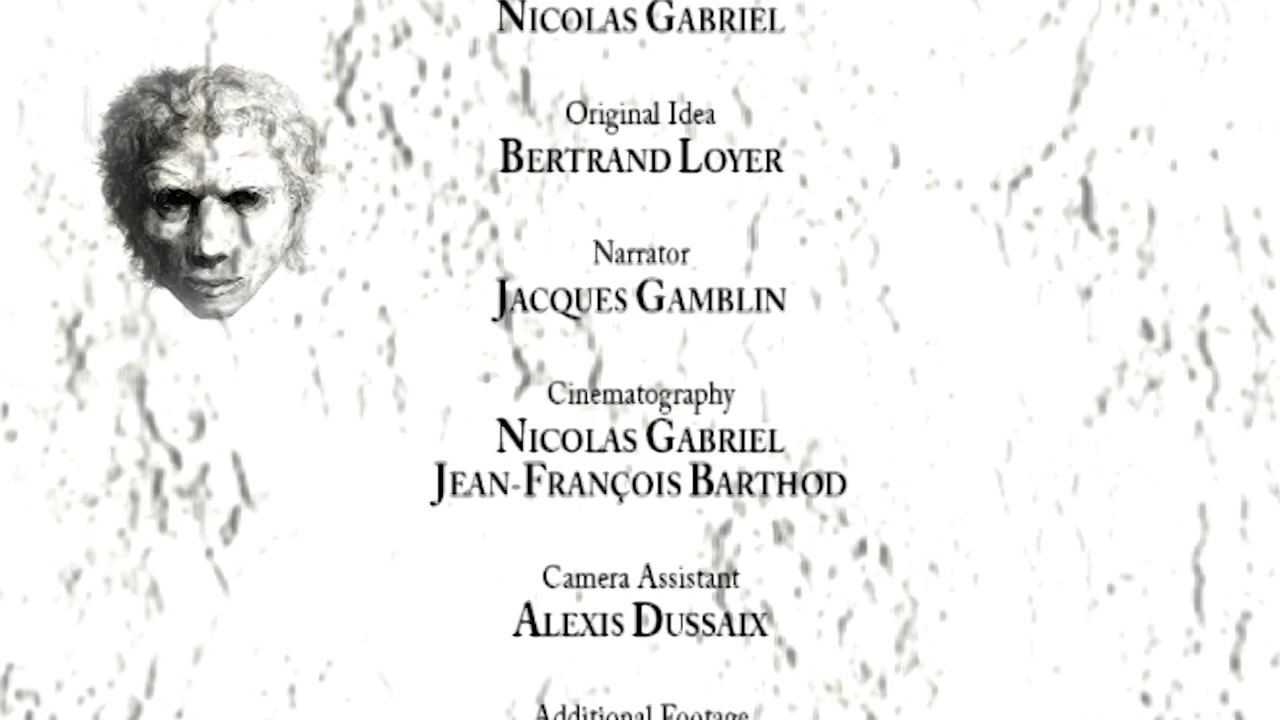 NICOLAS GABRIEL
Original Idea
BERTRAND LOYER
Narrator
JACQUES GAMBLIN
Cinematography
NICOLAS GABRIEL
JEAN-FRANÇOIS BARTHOD
Camera Assistant
ALEXIS DUSSAIX
Additional Footage